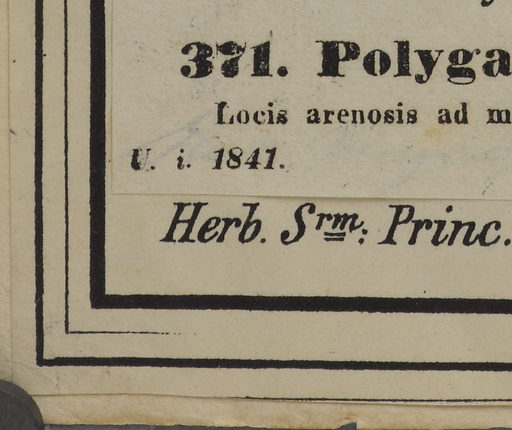 371. Polyga
Locis arenosis ad m
U. i. 1841.
Herb. Srm: Princ.